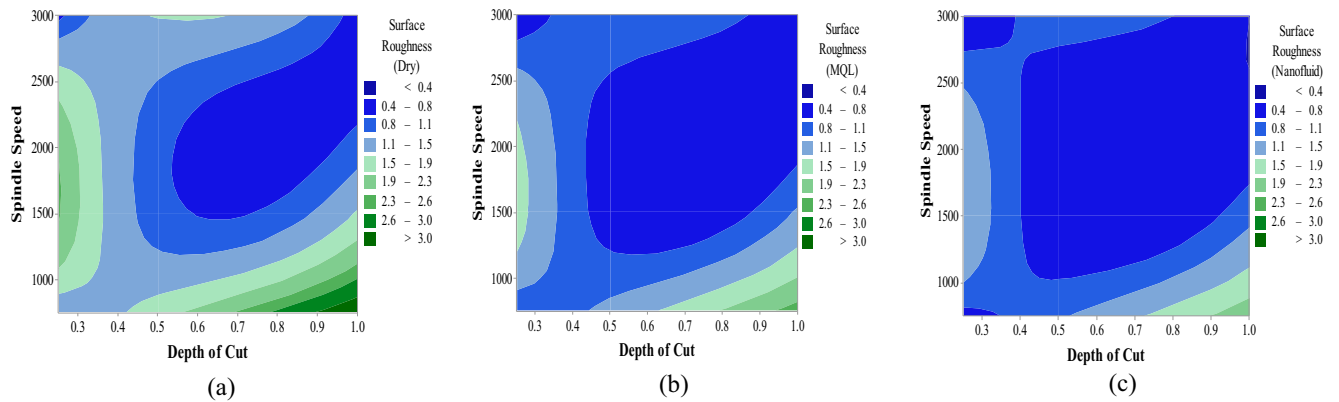 Surface
Roughness
(Dry)
< 0.4
0.4 – 0.8
0.8 – 1.1
1.1 – 1.5
1.5 – 1.9
1.9 – 2.3
2.3 – 2.6
2.6 – 3.0
> 3.0
Spindle Speed
3000
2500
2000
1500
1000
0.3 0.4 0.5 0.6 0.7 0.8 0.9 1.0
Depth of Cut
(a)
Surface
Roughness
(MQL)
< 0.4
0.4 – 0.8
0.8 – 1.1
1.1 – 1.5
1.5 – 1.9
1.9 – 2.3
2.3 – 2.6
2.6 – 3.0
> 3.0
Spindle Speed
3000
2500
2000
1500
1000
0.3 0.4 0.5 0.6 0.7 0.8 0.9 1.0
Depth of Cut
(b)
Surface
Roughness
(Nanofluid)
< 0.4
0.4 – 0.8
0.8 – 1.1
1.1 – 1.5
1.5 – 1.9
1.9 – 2.3
2.3 – 2.6
2.6 – 3.0
> 3.0
Spindle Speed
3000
2500
2000
1500
1000
0.3 0.4 0.5 0.6 0.7 0.8 0.9 1.0
Depth of Cut
(c)